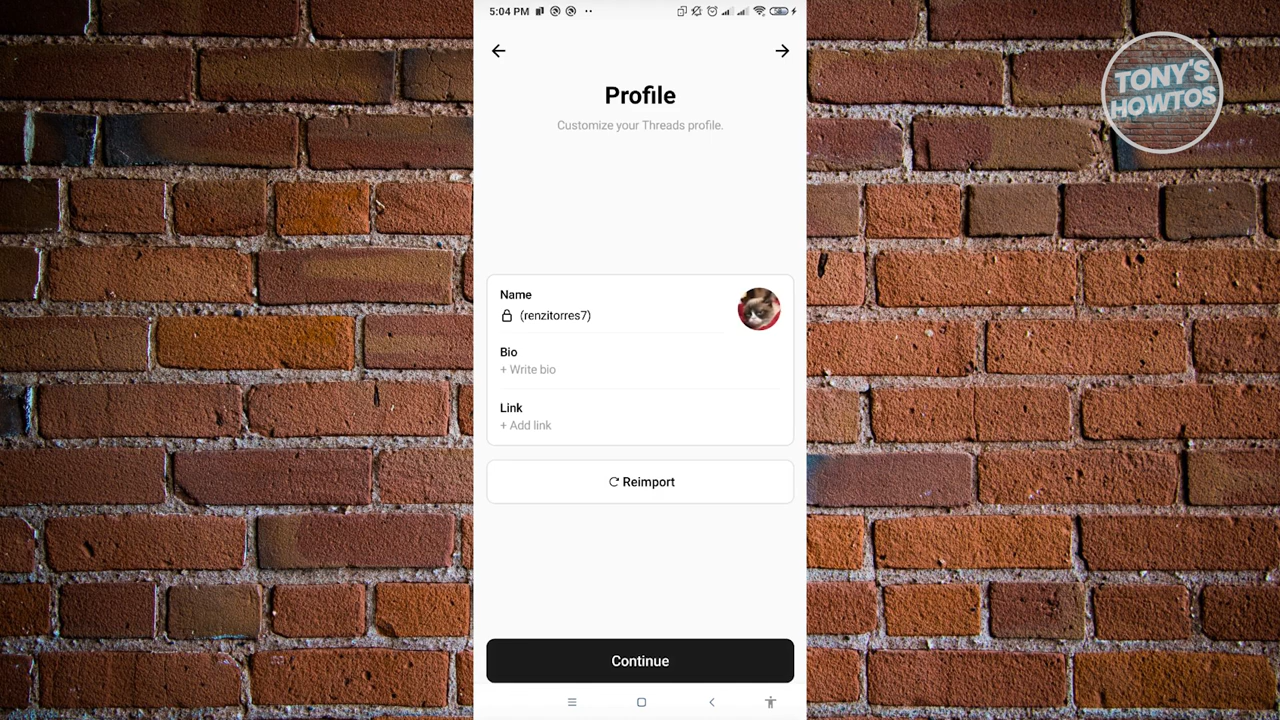 5:04 PM
TONY'S
HOWTOS
Profile
Customize your Threads profile.
Name
(renzitorres7)
Bio
+ Write bio
Link
+ Add link
Reimport
Continue